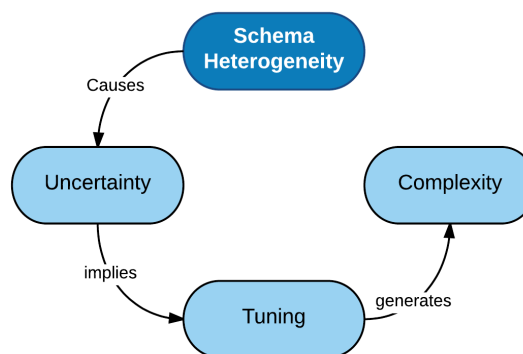 Schema
Heterogeneity
Causes
Uncertainty
Complexity
implies
generates
Tuning